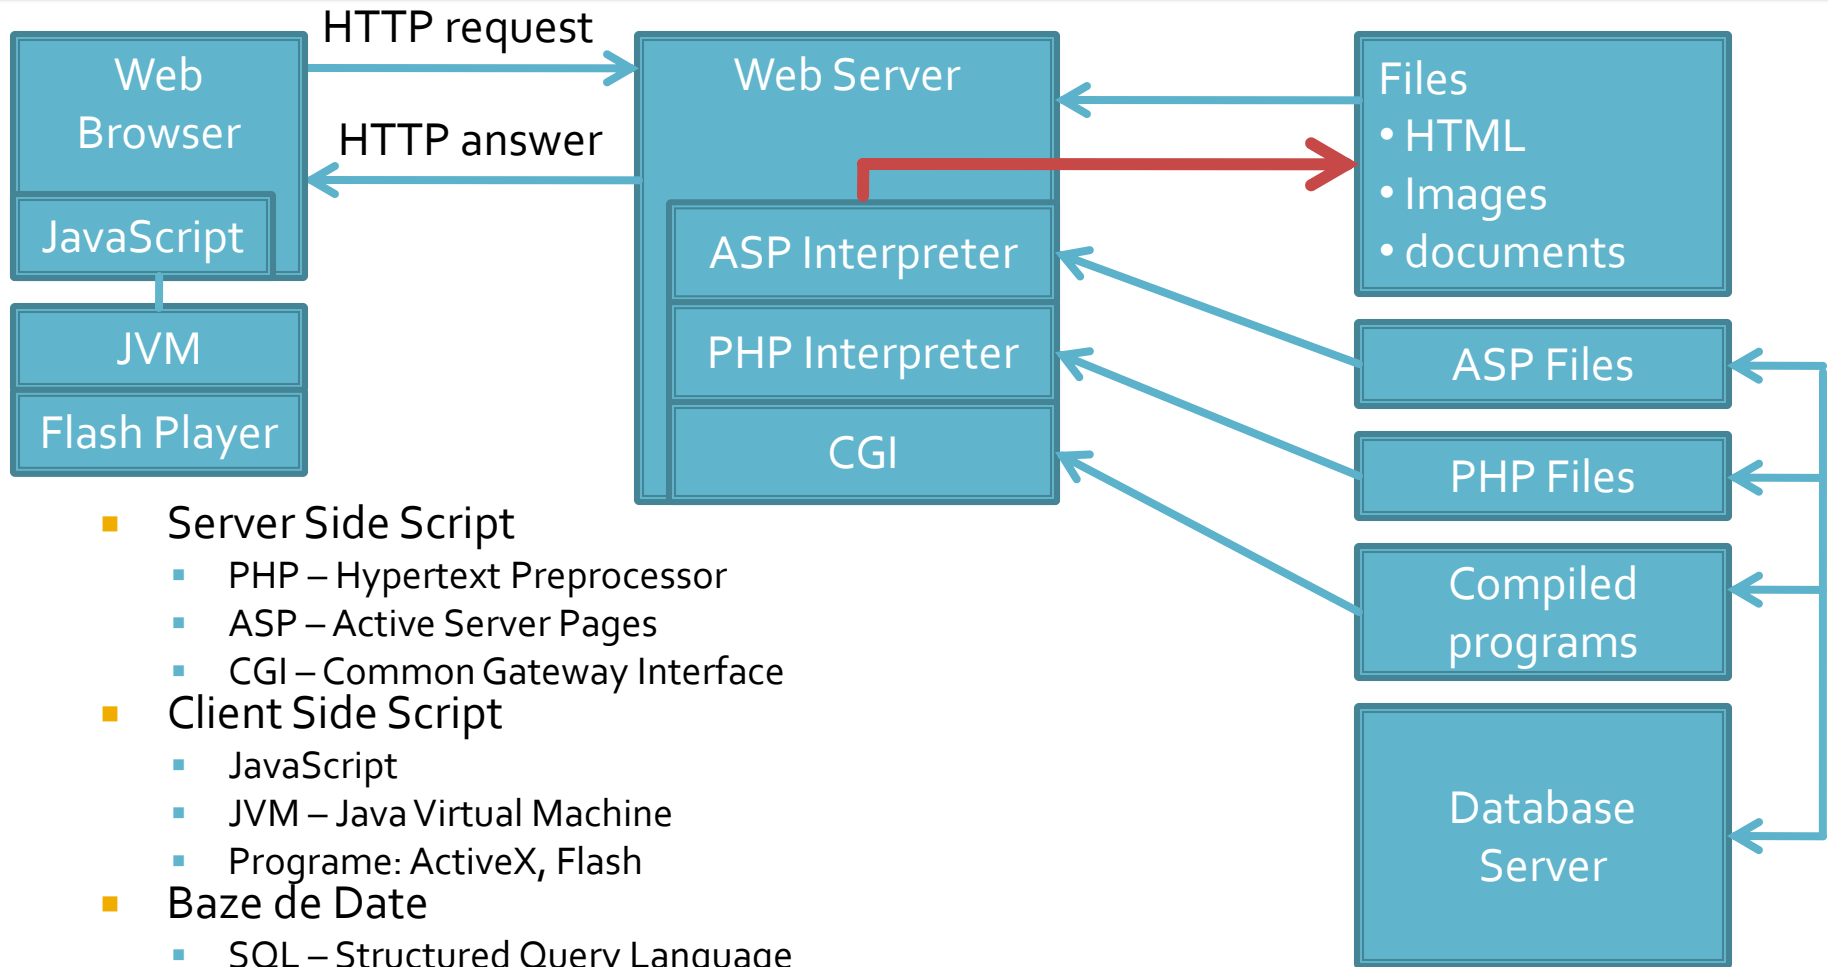 HTTP request
Web
Browser
HTTP answer
JavaScript
JVM
Flash Player
Web Server
ASP Interpreter
PHP Interpreter
CGI
Files
• HTML
• Images
• documents
ASP Files
PHP Files
Compiled
programs
Database
Server
▪ Server Side Script
▪ PHP – Hypertext Preprocessor
▪ ASP – Active Server Pages
▪ CGI – Common Gateway Interface
▪ Client Side Script
▪ JavaScript
▪ JVM – Java Virtual Machine
▪ Programe: ActiveX, Flash
▪ Baze de Date
▪ SQL – Structured Query Language